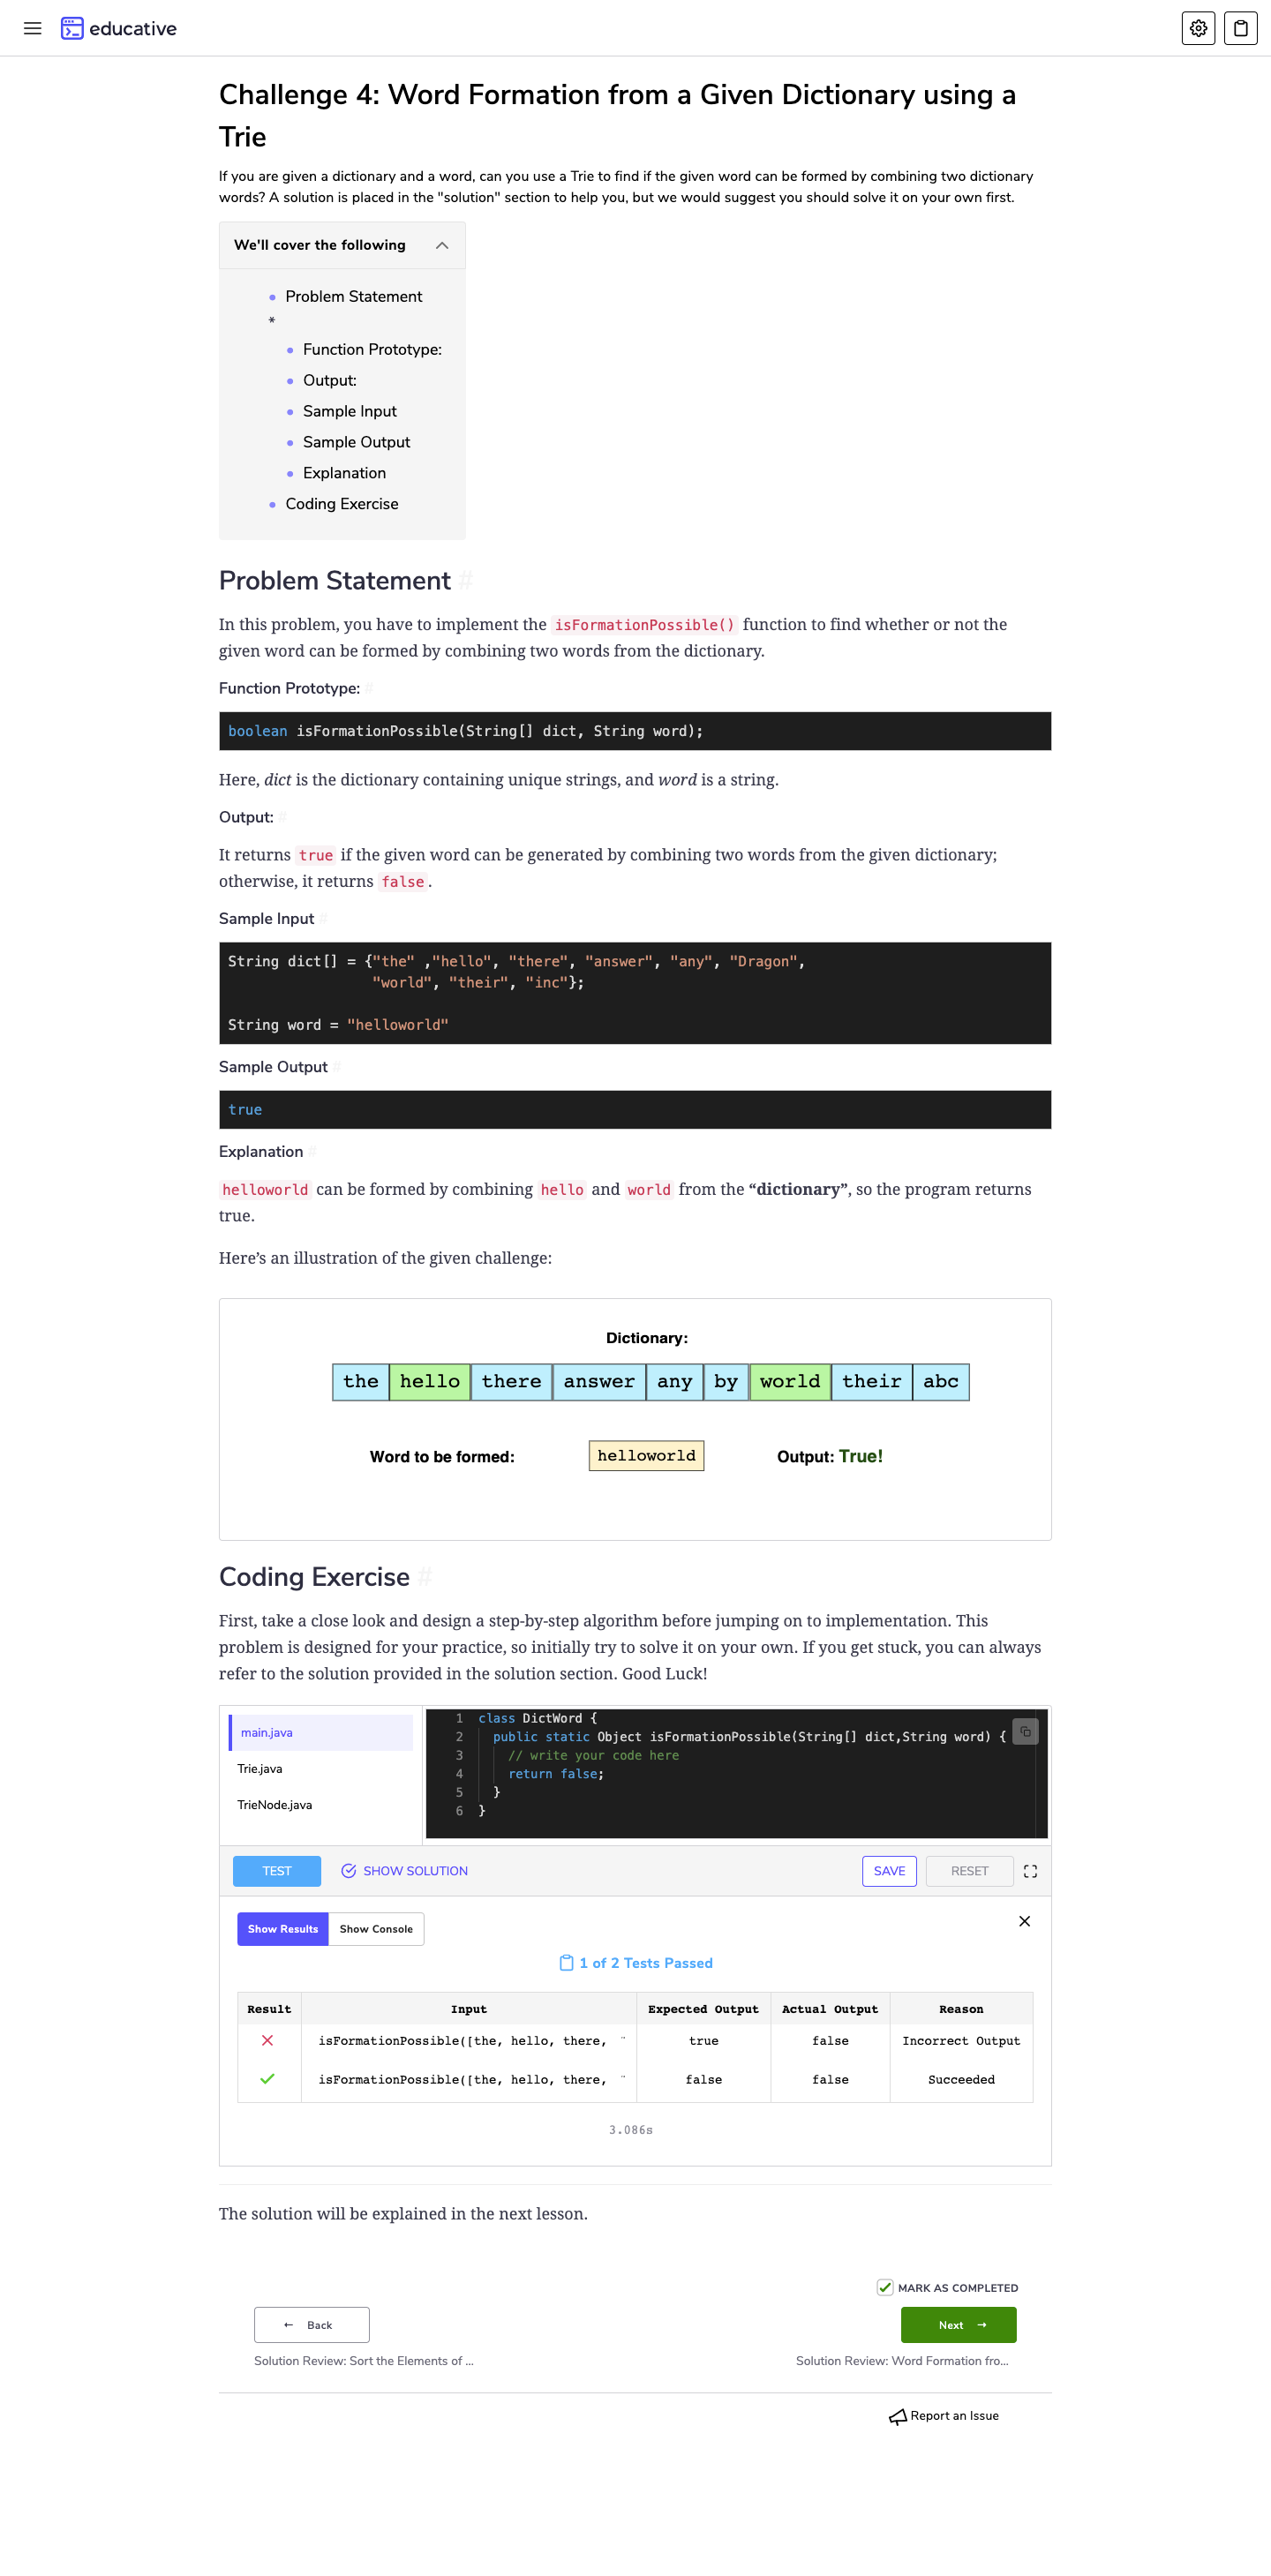 educative
Challenge 4: Word Formation from a Given Dictionary using a
Trie
If you are given a dictionary and a word, can you use a Trie to find if the given word can be formed by combining two dictionary
words? A solution is placed in the "solution" section to help you, but we would suggest you should solve it on your own first.
We'll cover the following
Problem Statement
*
Function Prototype:
Output:
Sample Input
Sample Output
Explanation
Coding Exercise
Problem Statement #
In this problem, you have to implement the isFormationPossible() function to find whether or not the
given word can be formed by combining two words from the dictionary.
Function Prototype: #
boolean isFormationPossible(String[] dict, String word);
Here, dict is the dictionary containing unique strings, and word is a string.
Output: #
It returns true if the given word can be generated by combining two words from the given dictionary;
otherwise, it returns false.
Sample Input #
String dict[] = {"the" ,"hello", "there", "answer", "any", "Dragon",
"world", "their", "inc"};
String word = "helloworld"
Sample Output #
true
Explanation #
helloworld can be formed by combining hello and world from the “dictionary”, so the program returns
true.
Here’s an illustration of the given challenge:
Dictionary:
the hello there answer any by world their abc
Word to be formed: helloworld Output: True!
Coding Exercise #
First, take a close look and design a step-by-step algorithm before jumping on to implementation. This
problem is designed for your practice, so initially try to solve it on your own. If you get stuck, you can always
refer to the solution provided in the solution section. Good Luck!
main.java
Trie.java
TrieNode.java
1 class DictWord {
2 public static Object isFormationPossible(String[] dict,String word) {
3 // write your code here
4 return false;
5 }
6 }
TEST SHOW SOLUTION SAVE RESET
Show Results Show Console
1 of 2 Tests Passed
Result Input Expected Output Actual Output Reason
isFormationPossible([the, hello, there, true false Incorrect Output
isFormationPossible([the, hello, there, false false Succeeded
3.086s
The solution will be explained in the next lesson.
MARK AS COMPLETED
← Back Next →
Solution Review: Sort the Elements of ... Solution Review: Word Formation fro...
Report an Issue